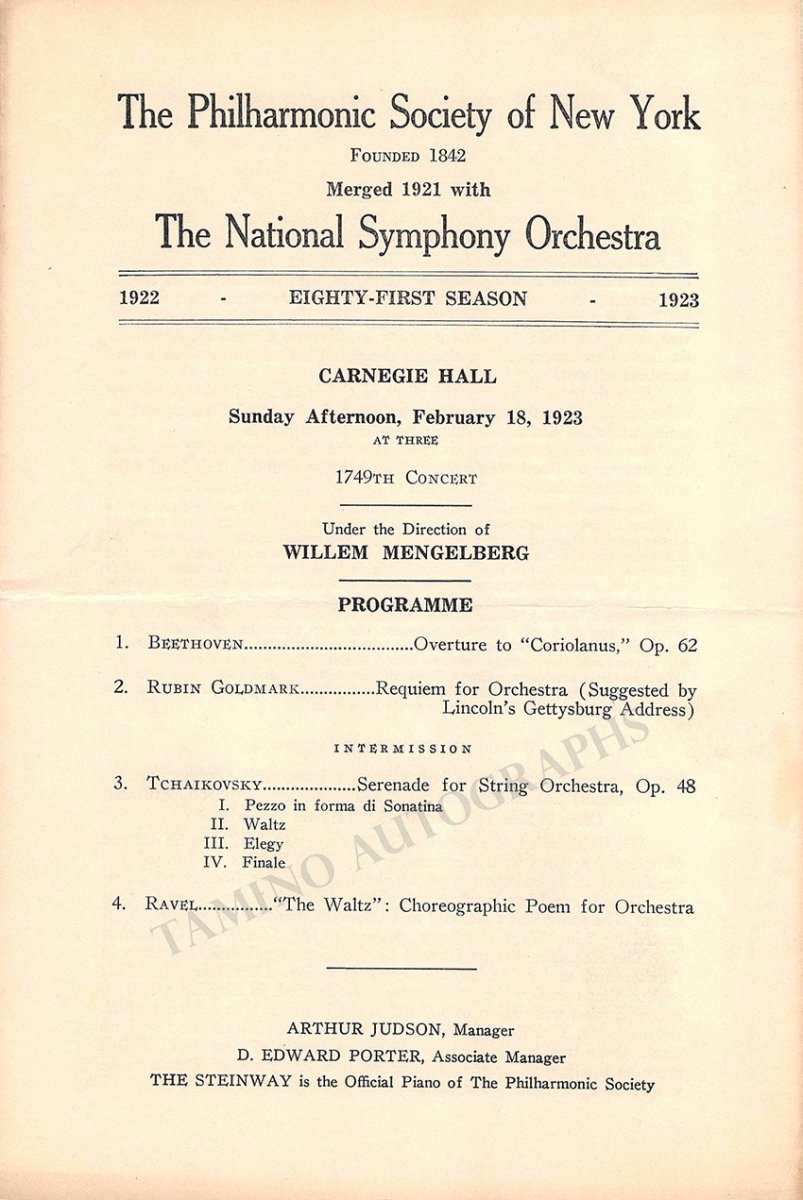 The Philharmonic Society of New York
FOUNDED 1842
Merged 1921 with
The National Symphony Orchestra
1922 - EIGHTY-FIRST SEASON - 1923
CARNEGIE HALL
Sunday Afternoon, February 18, 1923
AT THREE
1749TH CONCERT
Under the Direction of
WILLEM MENGELBERG
PROGRAMME
1. BEETHOVEN....................................Overture to "Coriolanus," Op. 62
2. RUBIN GOLDMARK................Requiem for Orchestra (Suggested by
Lincoln's Gettysburg Address)
INTERMISSION
3. TCHAIKOVSKY....................Serenade for String Orchestra, Op. 48
I. Pezzo in forma di Sonatina
II. Waltz
III. Elegy
IV. Finale
4. RAVEL................"The Waltz": Choreographic Poem for Orchestra
TAMINO AUTOGRAPHS
ARTHUR JUDSON, Manager
D. EDWARD PORTER, Associate Manager
THE STEINWAY is the Official Piano of The Philharmonic Society